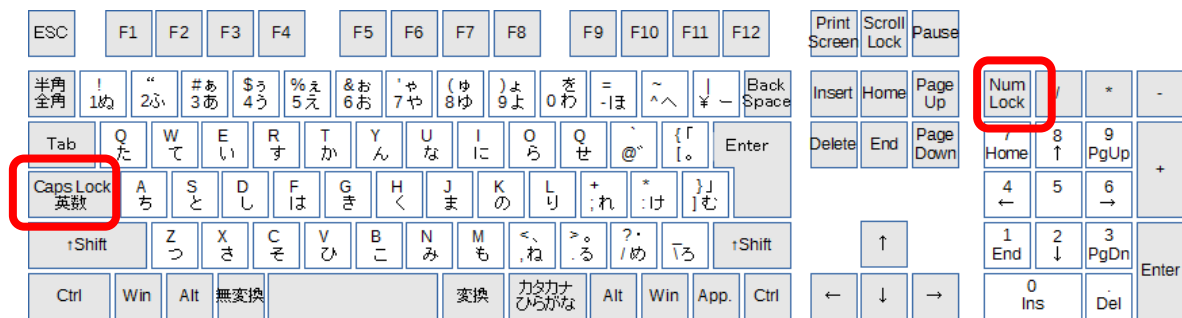 ESC F1 F2 F3 F4 F5 F6 F7 F8 F9 F10 F11 F12 Print Scroll Pause
Screen Lock
半角 ! “ #ぁ $ぅ %ぇ &ぉ 'ゃ (ゅ )ょ を = ~ | Back Insert Home Page Num / * -
全角 1ぬ 2ふ 3あ 4う 5え 6お 7や 8ゆ 9よ 0わ -ほ ^へ ¥ー Space Up Lock
Tab Q W E R T Y U I O Q ` {「 Enter Delete End Page 7 8 9 +
た て い す か ん な に ら せ @゛ [。 Down Home ↑ PgUp
Caps Lock A S D F G H J K L + * }」 4 5 6
英数 ち と し は き く ま の り ;れ :け ]む ← →
↑Shift Z X C V B N M <、 >。 ?・ _ ↑Shift ↑ 1 2 3 Enter
つ さ そ ひ こ み も ,ね .る /め \ろ End ↓ PgDn
Ctrl Win Alt 無変換 変換 カタカナ Alt Win App. Ctrl ← ↓ → 0 .
ひらがな Ins Del